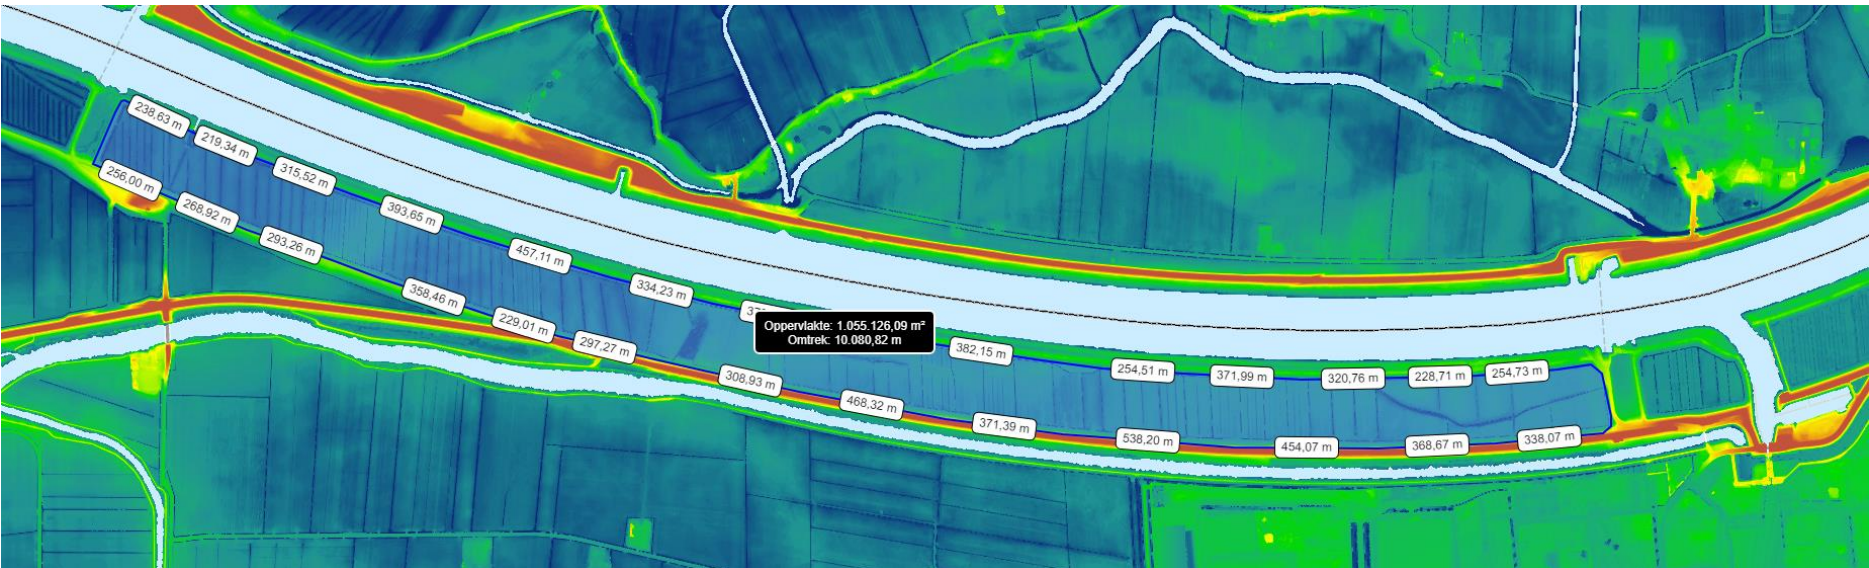 238,63 m
219,34 m
315,52 m
393,65 m
457,11 m
334,23 m
Oppervlakte: 1.055.126,09 m²
Omtrek: 10.080,82 m
382,15 m
254,51 m
371,99 m
320,76 m
228,71 m
254,73 m
256,00 m
268,92 m
293,26 m
358,46 m
229,01 m
297,27 m
308,93 m
468,32 m
371,39 m
538,20 m
454,07 m
368,67 m
338,07 m